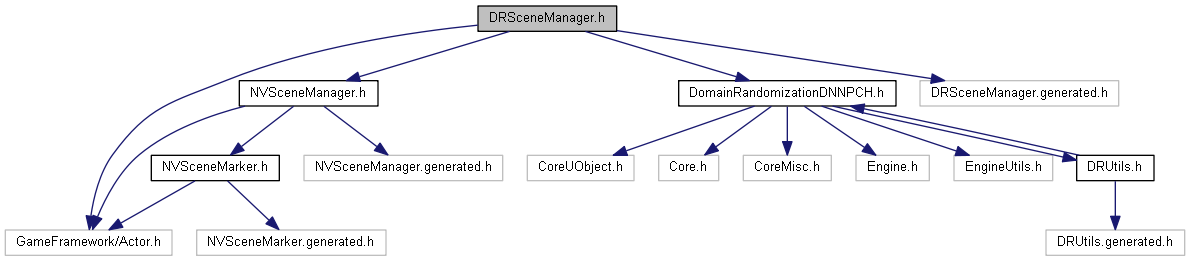 DRSceneManager.h
NVSceneManager.h
DomainRandomizationDNNPCH.h
DRSceneManager.generated.h
NVSceneMarker.h
NVSceneManager.generated.h
CoreUObject.h
Core.h
CoreMisc.h
Engine.h
EngineUtils.h
DRUtils.h
GameFramework/Actor.h
NVSceneMarker.generated.h
DRUtils.generated.h